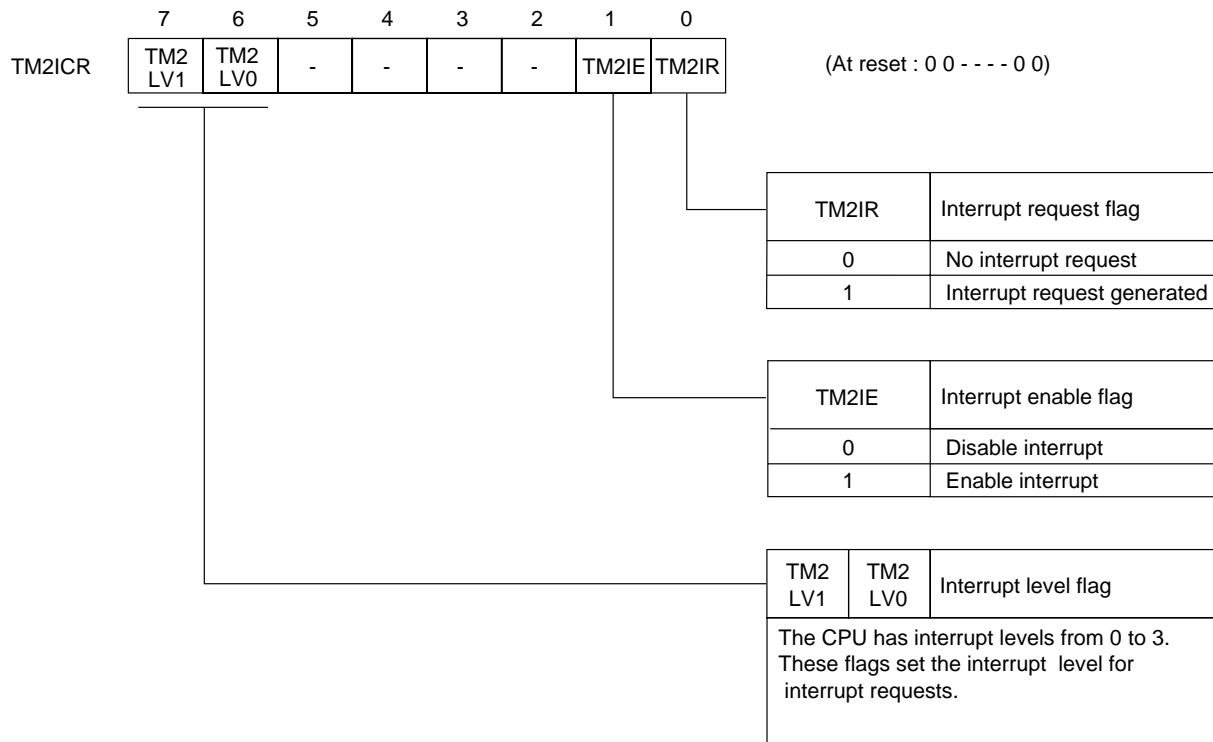 7 6 5 4 3 2 1 0
TM2ICR TM2 LV1 TM2 LV0 - - - - TM2IE TM2IR (At reset : 0 0 - - - - 0 0)
TM2IR Interrupt request flag
0 No interrupt request
1 Interrupt request generated
TM2IE Interrupt enable flag
0 Disable interrupt
1 Enable interrupt
TM2 LV1 TM2 LV0 Interrupt level flag
The CPU has interrupt levels from 0 to 3.
These flags set the interrupt level for
interrupt requests.